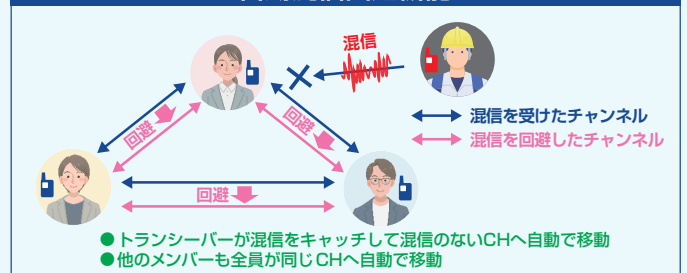 混信
混信を受けたチャンネル
混信を回避したチャンネル
回避
回避
回避
●トランシーバーが混信をキャッチして混信のないCHへ自動で移動
●他のメンバーも全員が同じCHへ自動で移動